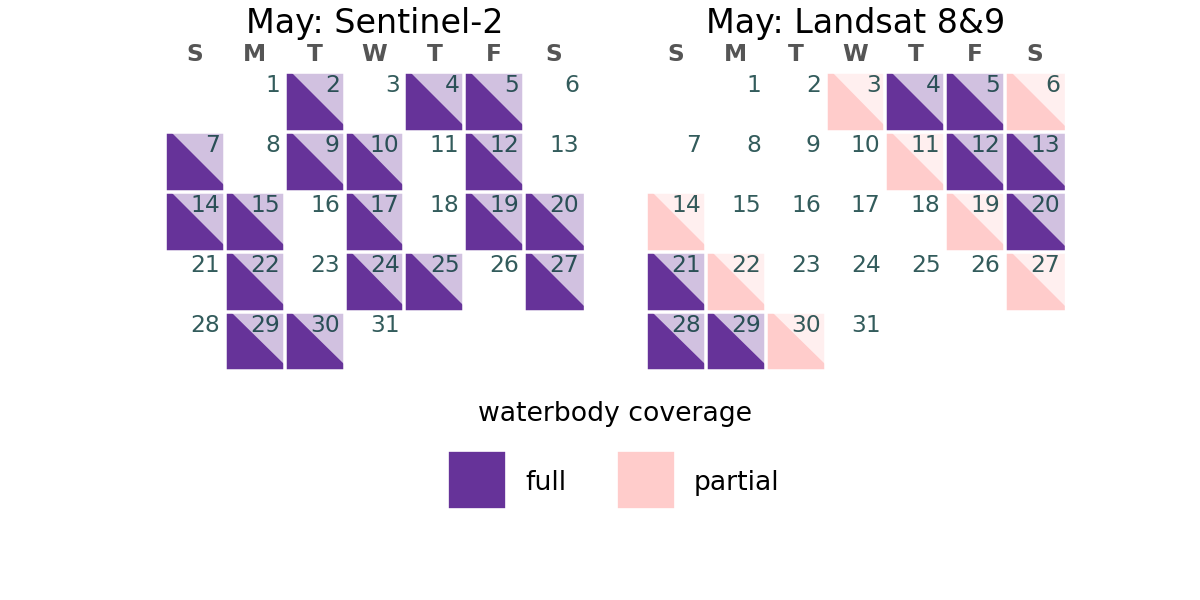 May: Sentinel-2
S M T W T F S
1 2 3 4 5 6
7 8 9 10 11 12 13
14 15 16 17 18 19 20
21 22 23 24 25 26 27
28 29 30 31
May: Landsat 8&9
S M T W T F S
1 2 3 4 5 6
7 8 9 10 11 12 13
14 15 16 17 18 19 20
21 22 23 24 25 26 27
28 29 30 31
waterbody coverage
full
partial